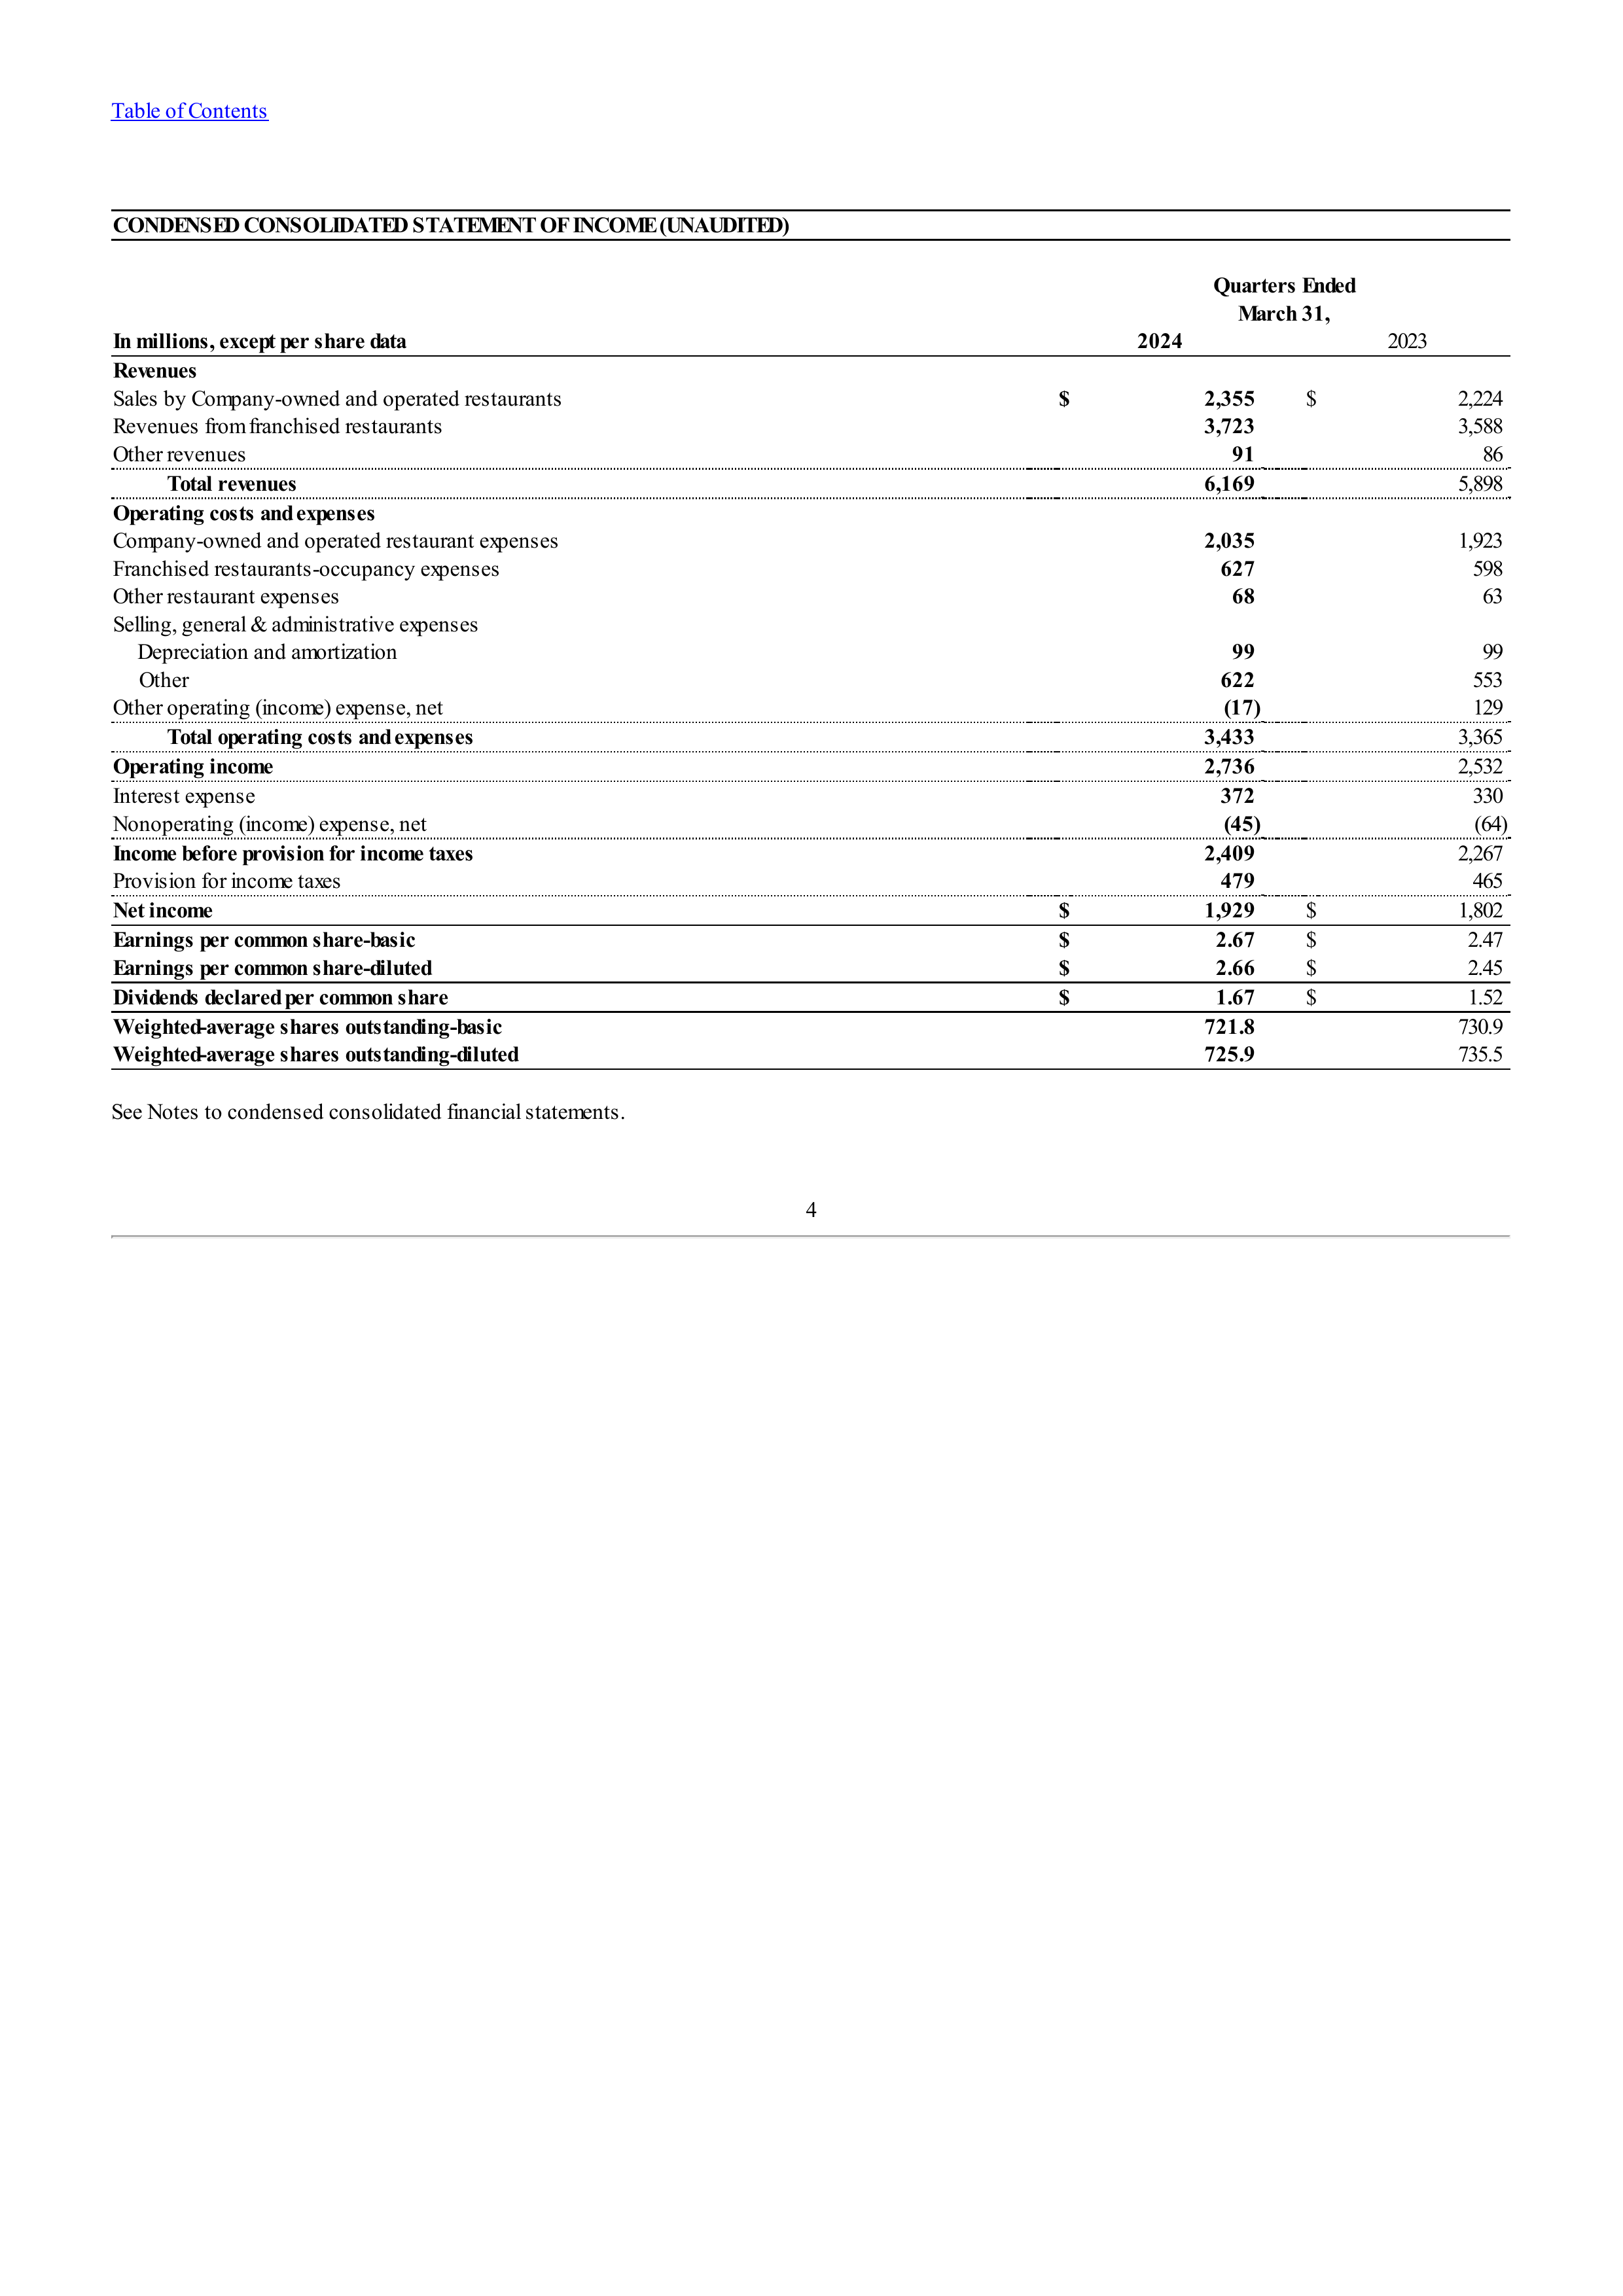 Table of Contents
CONDENSED CONSOLIDATED STATEMENT OF INCOME (UNAUDITED)
Quarters Ended
March 31,
In millions, except per share data 2024 2023
Revenues
Sales by Company-owned and operated restaurants $ 2,355 $ 2,224
Revenues from franchised restaurants 3,723 3,588
Other revenues 91 86
Total revenues 6,169 5,898
Operating costs and expenses
Company-owned and operated restaurant expenses 2,035 1,923
Franchised restaurants-occupancy expenses 627 598
Other restaurant expenses 68 63
Selling, general & administrative expenses
Depreciation and amortization 99 99
Other 622 553
Other operating (income) expense, net (17) 129
Total operating costs and expenses 3,433 3,365
Operating income 2,736 2,532
Interest expense 372 330
Nonoperating (income) expense, net (45) (64)
Income before provision for income taxes 2,409 2,267
Provision for income taxes 479 465
Net income $ 1,929 $ 1,802
Earnings per common share-basic $ 2.67 $ 2.47
Earnings per common share-diluted $ 2.66 $ 2.45
Dividends declared per common share $ 1.67 $ 1.52
Weighted-average shares outstanding-basic 721.8 730.9
Weighted-average shares outstanding-diluted 725.9 735.5
See Notes to condensed consolidated financial statements.
4